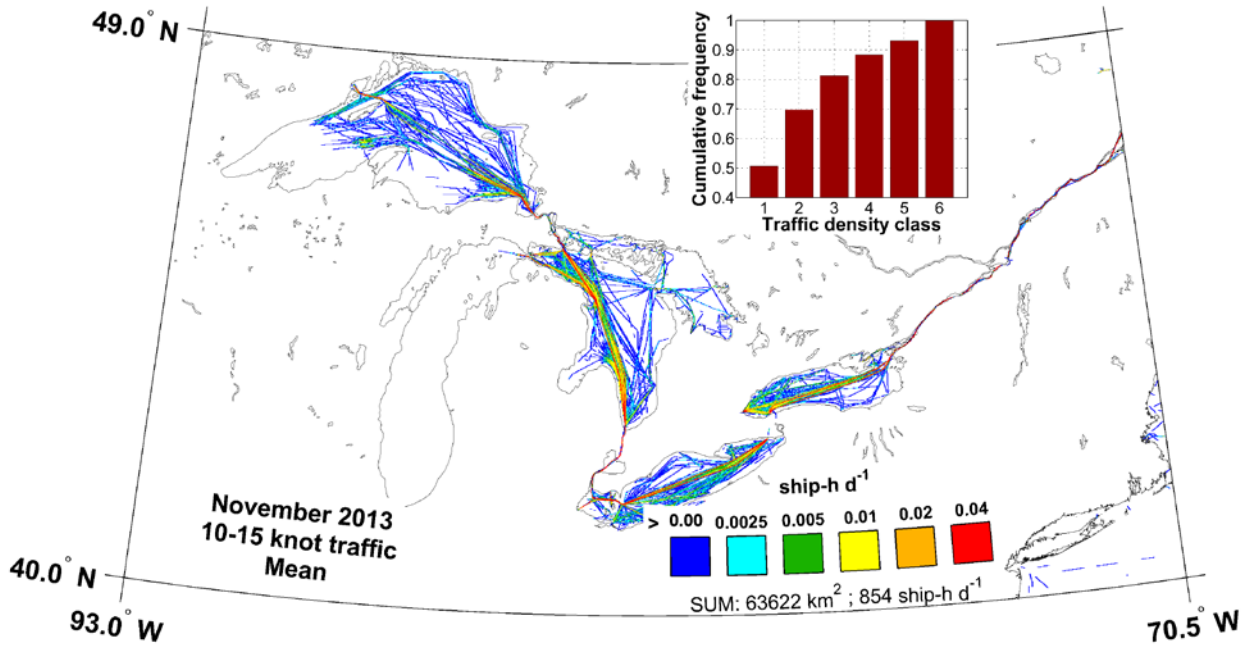 49.0° N
Cumulative frequency
1
0.9
0.8
0.7
0.6
0.5
0.4
1 2 3 4 5 6
Traffic density class
November 2013
10-15 knot traffic
Mean
ship-h d⁻¹
> 0.00 0.0025 0.005 0.01 0.02 0.04
SUM: 63622 km² ; 854 ship-h d⁻¹
40.0° N
93.0° W
70.5° W